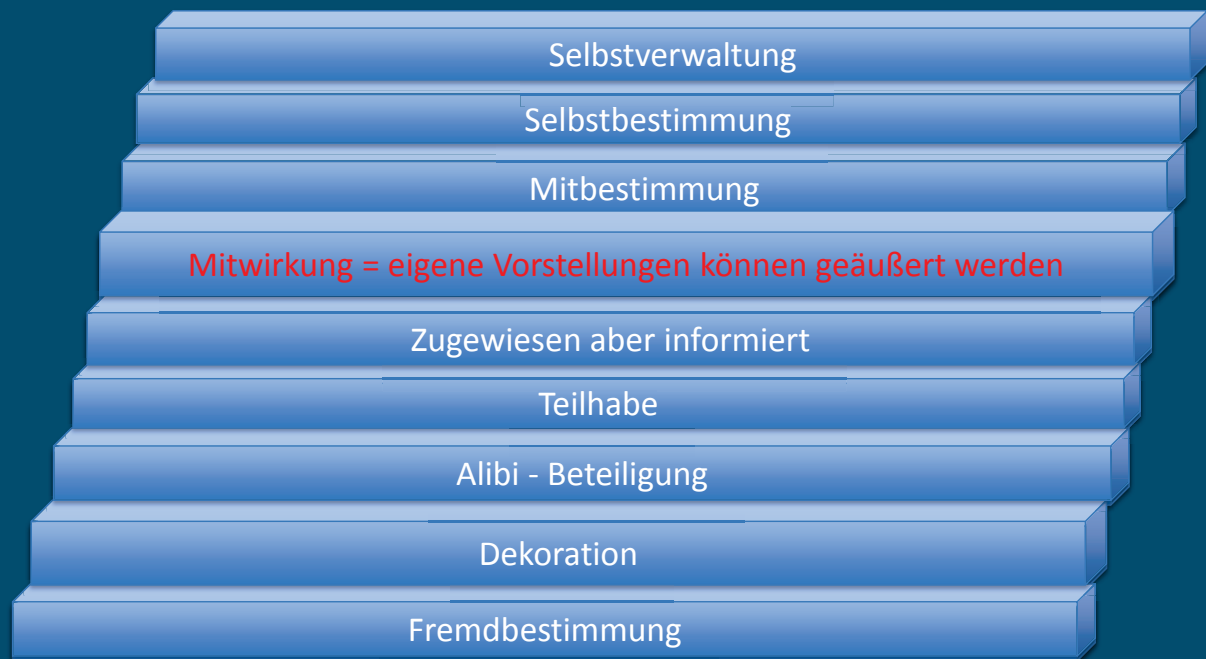 Selbstverwaltung
Selbstbestimmung
Mitbestimmung
Mitwirkung = eigene Vorstellungen können geäußert werden
Zugewiesen aber informiert
Teilhabe
Alibi - Beteiligung
Dekoration
Fremdbestimmung